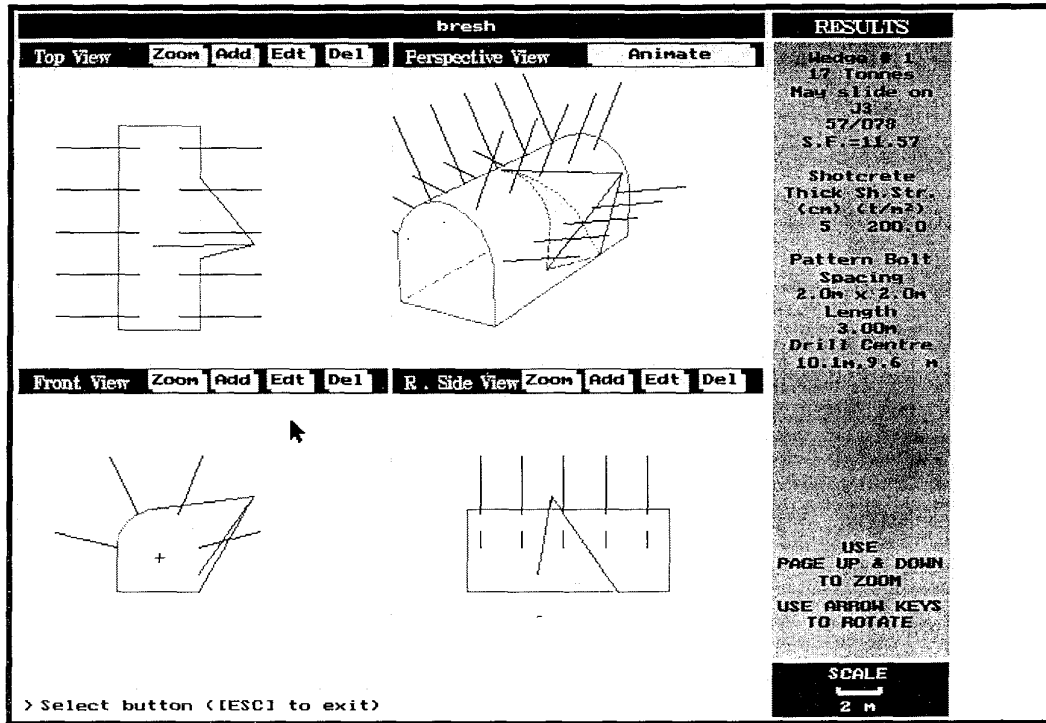 bresh
RESULTS
Top View Zoom Add Edt Del
Perspective View Animate
Wedge # 1
17 Tonnes
May slide on
J3
57/078
S.F.=11.57
Shotcrete
Thick Sh.Str.
(cm) (t/m²)
5 200.0
Pattern Bolt
Spacing
2.0m x 2.0m
Length
3.00m
Drill Centre
10.1m,9.6 m
Front View Zoom Add Edt Del
R. Side View Zoom Add Edt Del
USE
PAGE UP & DOWN
TO ZOOM
USE ARROW KEYS
TO ROTATE
> Select button ([ESC] to exit)
SCALE
2 m